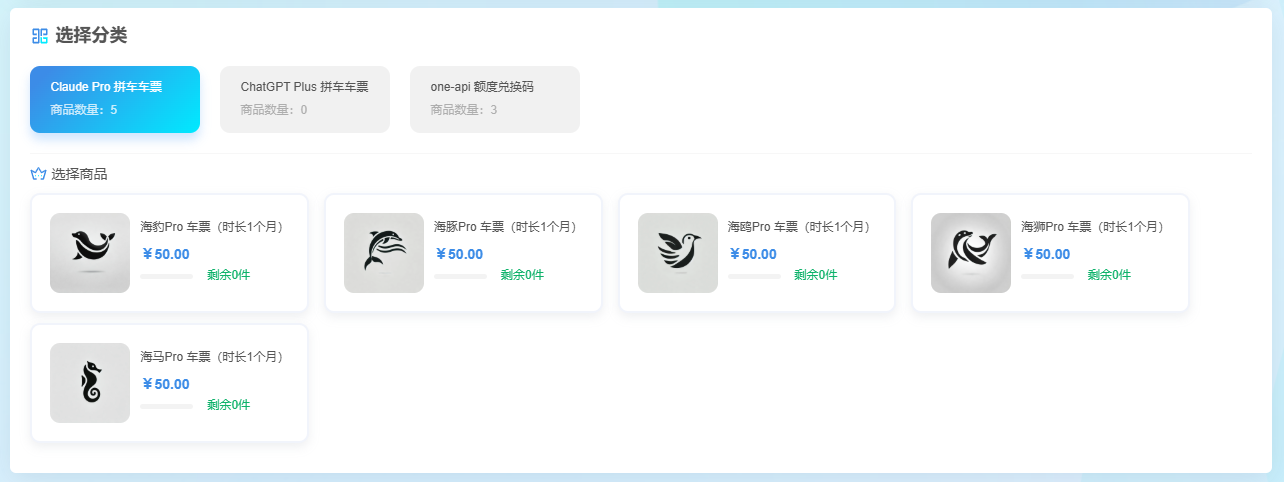 选择分类
Claude Pro 拼车车票
商品数量：5
ChatGPT Plus 拼车车票
商品数量：0
one-api 额度兑换码
商品数量：3
选择商品
海豹Pro 车票（时长1个月）
￥50.00
剩余0件
海豚Pro 车票（时长1个月）
￥50.00
剩余0件
海鸥Pro 车票（时长1个月）
￥50.00
剩余0件
海狮Pro 车票（时长1个月）
￥50.00
剩余0件
海马Pro 车票（时长1个月）
￥50.00
剩余0件